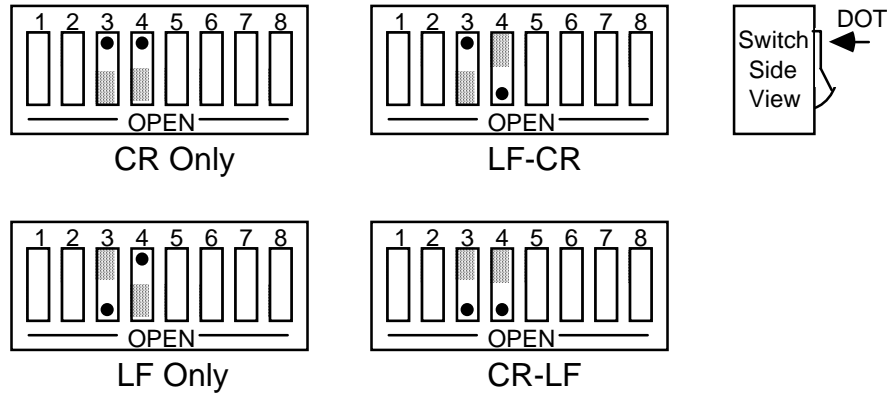 1 2 3 4 5 6 7 8
OPEN
CR Only
1 2 3 4 5 6 7 8
OPEN
LF-CR
Switch
Side
View
DOT
1 2 3 4 5 6 7 8
OPEN
LF Only
1 2 3 4 5 6 7 8
OPEN
CR-LF